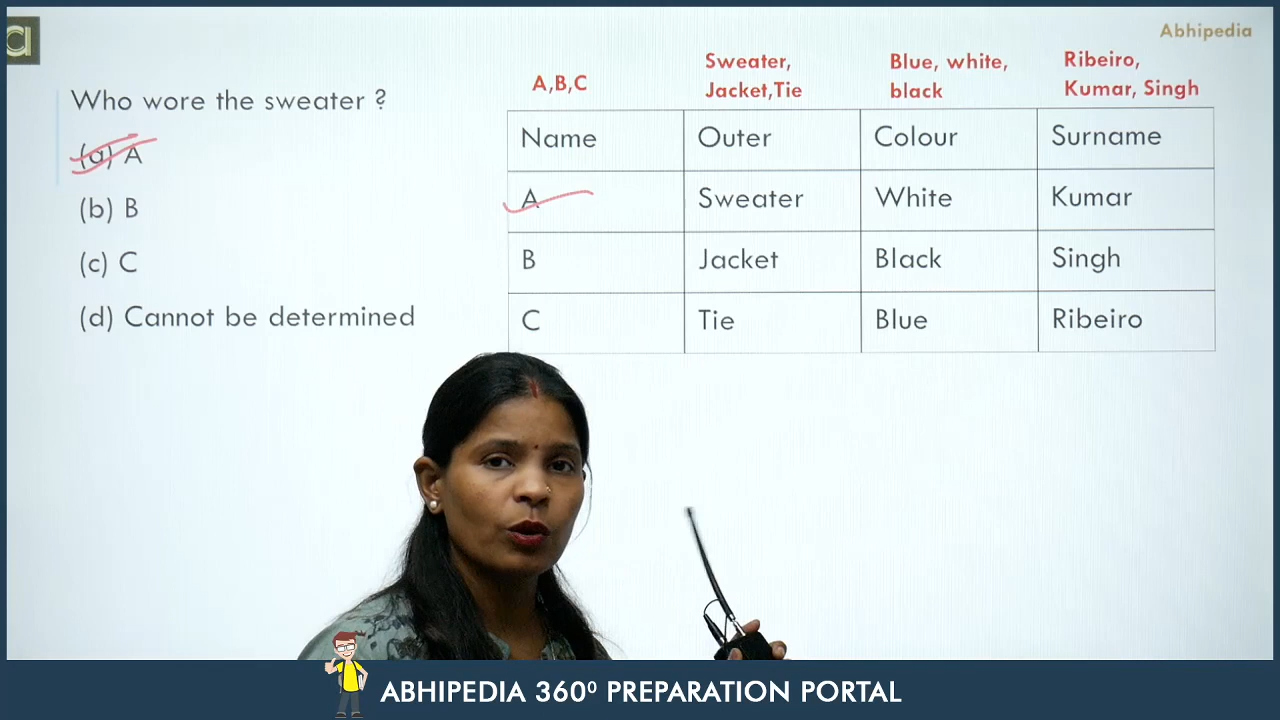 a
Abhipedia
Who wore the sweater ?
(a) A
(b) B
(c) C
(d) Cannot be determined
A,B,C
Sweater,
Jacket,Tie
Blue, white,
black
Ribeiro,
Kumar, Singh
Name Outer Colour Surname
A Sweater White Kumar
B Jacket Black Singh
C Tie Blue Ribeiro
ABHIPEDIA 360⁰ PREPARATION PORTAL